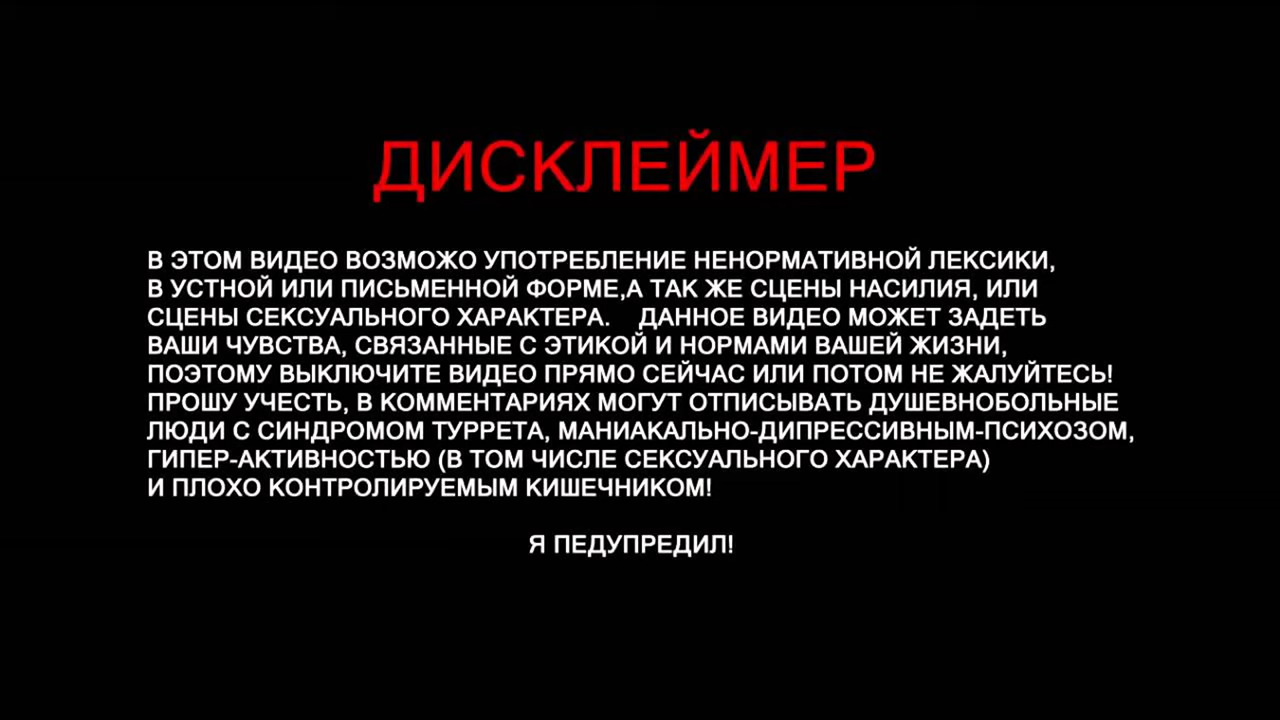 ДИСКЛЕЙМЕР
В ЭТОМ ВИДЕО ВОЗМОЖО УПОТРЕБЛЕНИЕ НЕНОРМАТИВНОЙ ЛЕКСИКИ,
В УСТНОЙ ИЛИ ПИСЬМЕННОЙ ФОРМЕ,А ТАК ЖЕ СЦЕНЫ НАСИЛИЯ, ИЛИ
СЦЕНЫ СЕКСУАЛЬНОГО ХАРАКТЕРА. ДАННОЕ ВИДЕО МОЖЕТ ЗАДЕТЬ
ВАШИ ЧУВСТВА, СВЯЗАННЫЕ С ЭТИКОЙ И НОРМАМИ ВАШЕЙ ЖИЗНИ,
ПОЭТОМУ ВЫКЛЮЧИТЕ ВИДЕО ПРЯМО СЕЙЧАС ИЛИ ПОТОМ НЕ ЖАЛУЙТЕСЬ!
ПРОШУ УЧЕСТЬ, В КОММЕНТАРИЯХ МОГУТ ОТПИСЫВАТЬ ДУШЕВНОБОЛЬНЫЕ
ЛЮДИ С СИНДРОМОМ ТУРРЕТА, МАНИАКАЛЬНО-ДИПРЕССИВНЫМ-ПСИХОЗОМ,
ГИПЕР-АКТИВНОСТЬЮ (В ТОМ ЧИСЛЕ СЕКСУАЛЬНОГО ХАРАКТЕРА)
И ПЛОХО КОНТРОЛИРУЕМЫМ КИШЕЧНИКОМ!
Я ПЕДУПРЕДИЛ!